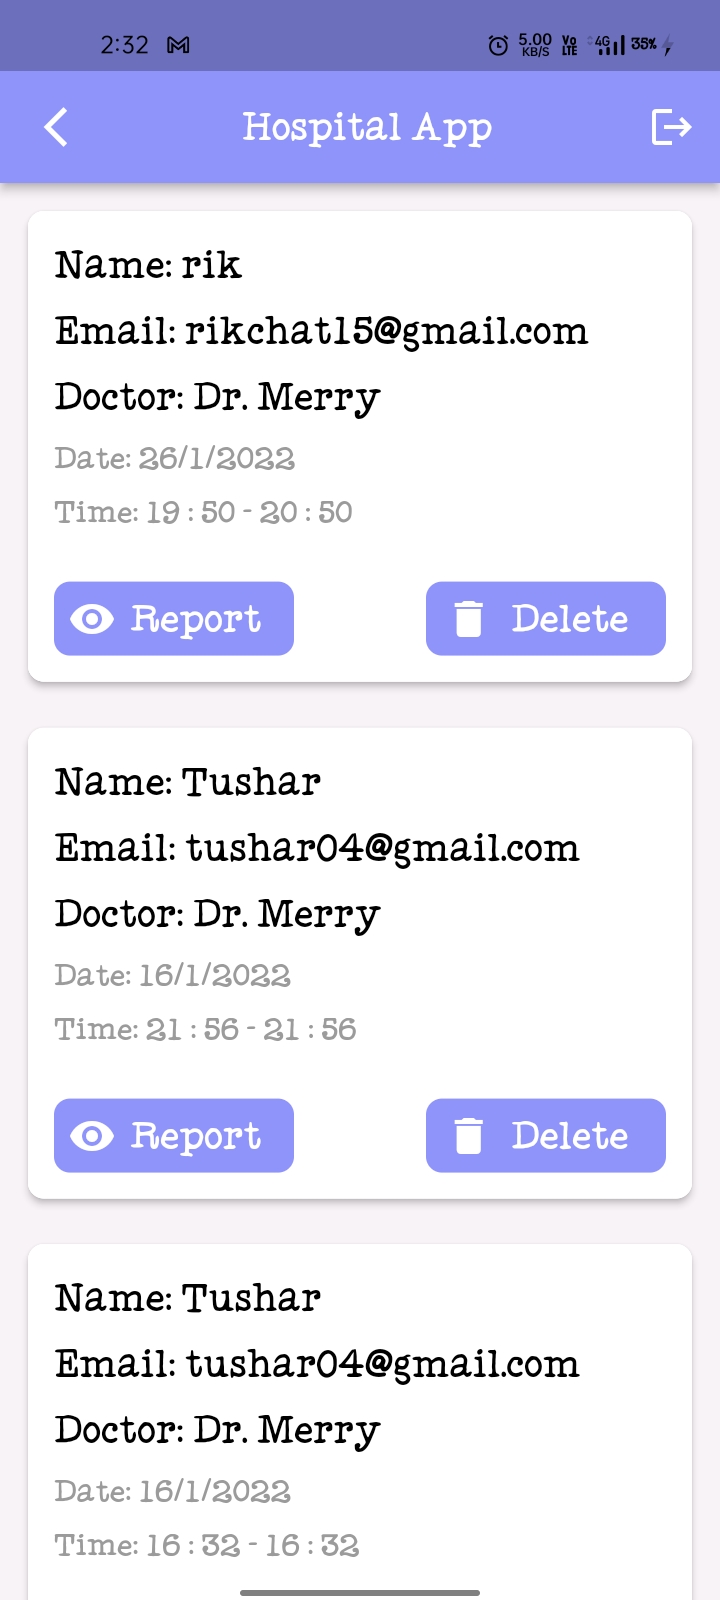 2:32
5.00
KB/S
Vo
LTE
4G
35%
Hospital App
Name: rik
Email: rikchat15@gmail.com
Doctor: Dr. Merry
Date: 26/1/2022
Time: 19 : 50 - 20 : 50
Report
Delete
Name: Tushar
Email: tushar04@gmail.com
Doctor: Dr. Merry
Date: 16/1/2022
Time: 21 : 56 - 21 : 56
Report
Delete
Name: Tushar
Email: tushar04@gmail.com
Doctor: Dr. Merry
Date: 16/1/2022
Time: 16 : 32 - 16 : 32